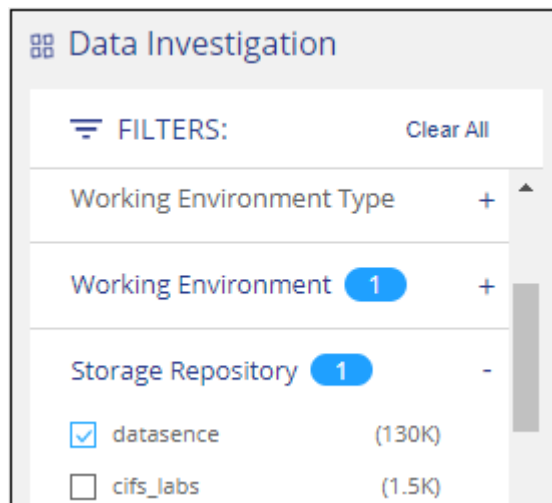 Data Investigation
FILTERS: Clear All
Working Environment Type +
Working Environment 1 +
Storage Repository 1 -
datasence (130K)
cifs_labs (1.5K)